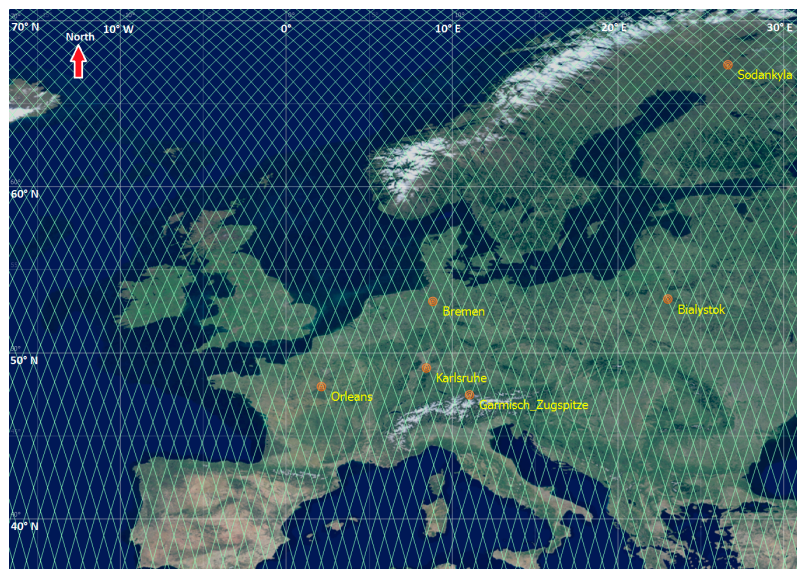 70° N
10° W
0°
10° E
20° E
30° E
North
Sodankyla
60° N
Bremen
Bialystok
50° N
Karlsruhe
Orleans
Garmisch_Zugspitze
40° N